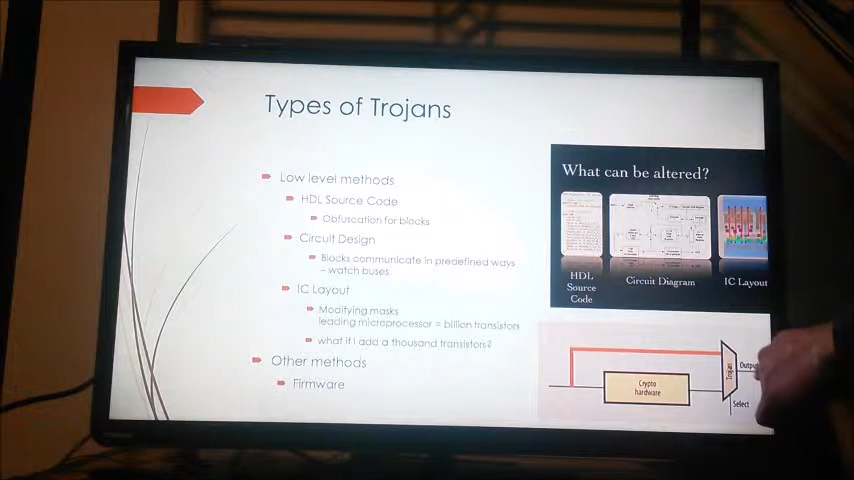 Types of Trojans
Low level methods
HDL Source Code
Obfuscation for blocks
Circuit Design
Blocks communicate in predefined ways
– watch buses
IC Layout
Modifying masks
leading microprocessor = billion transistors
what if I add a thousand transistors?
Other methods
Firmware
What can be altered?
HDL
Source
Code
Circuit Diagram
IC Layout
Crypto
hardware
Trojan
Output
Select